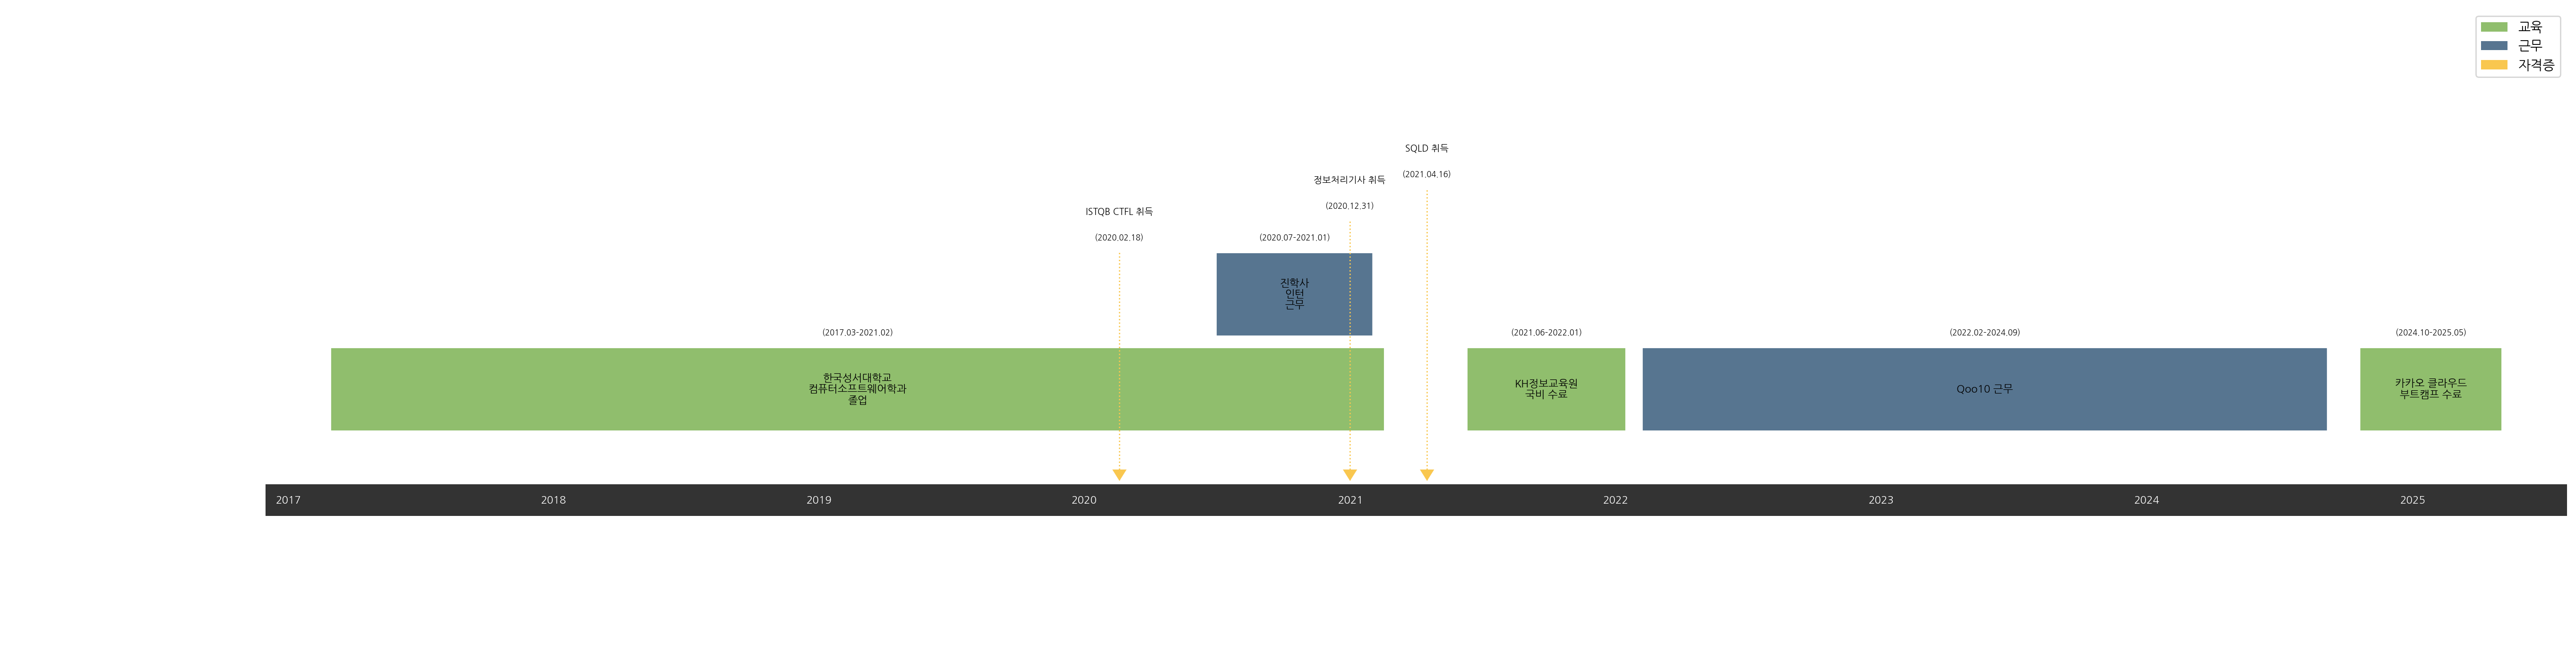 교육
근무
자격증
SQLD 취득
(2021.04.16)
정보처리기사 취득
(2020.12.31)
ISTQB CTFL 취득
(2020.02.18)
(2020.07-2021.01)
진학사
인턴
근무
(2017.03-2021.02)
한국성서대학교
컴퓨터소프트웨어학과
졸업
(2021.06-2022.01)
KH정보교육원
국비 수료
(2022.02-2024.09)
Qoo10 근무
(2024.10-2025.05)
카카오 클라우드
부트캠프 수료
2017 2018 2019 2020 2021 2022 2023 2024 2025